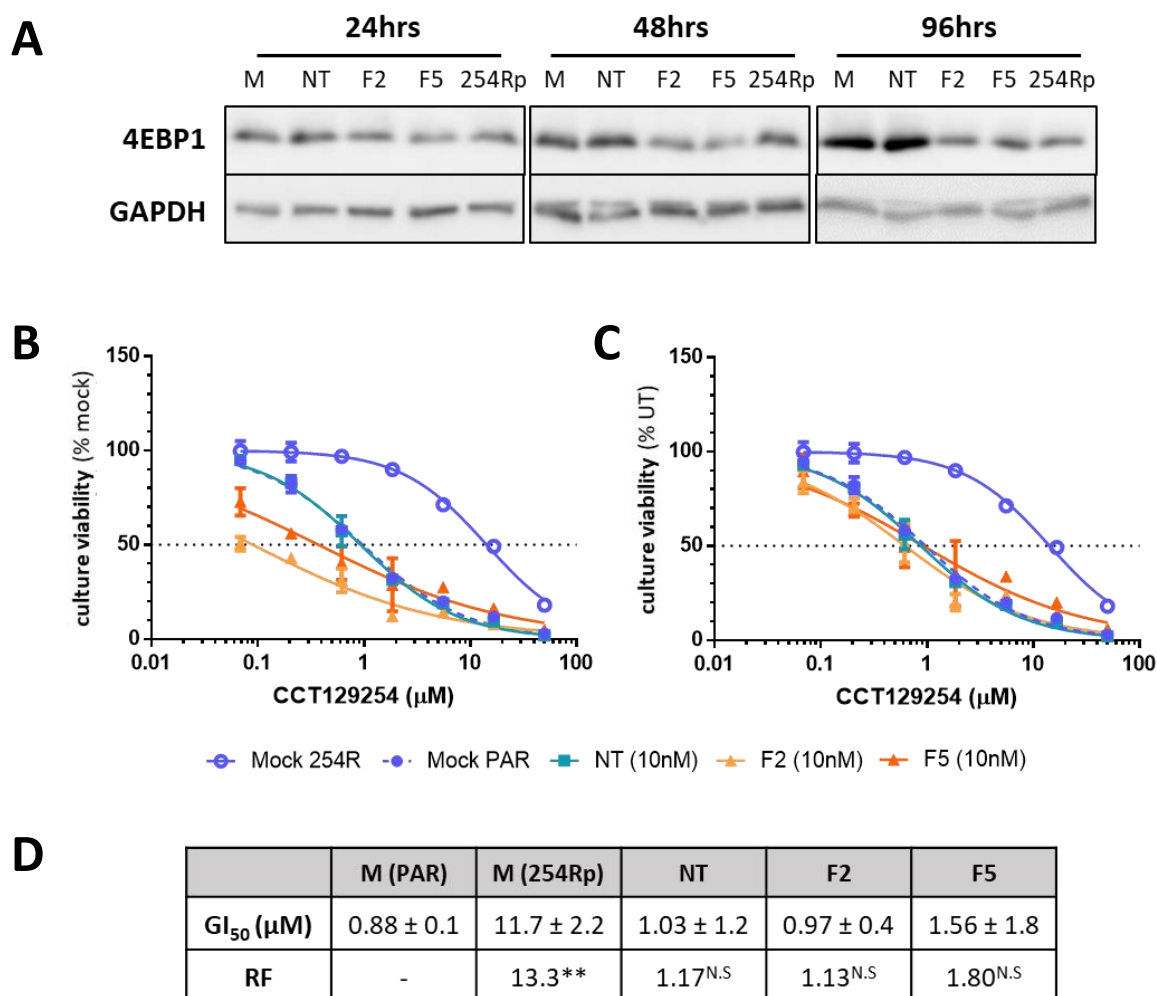 A
24hrs 48hrs 96hrs
M NT F2 F5 254Rp M NT F2 F5 254Rp M NT F2 F5 254Rp
4EBP1
GAPDH
B
culture viability (% mock)
150
100
50
0
0.01 0.1 1 10 100
CCT129254 (μM)
C
culture viability (% UT)
150
100
50
0
0.01 0.1 1 10 100
CCT129254 (μM)
Mock 254R Mock PAR NT (10nM) F2 (10nM) F5 (10nM)
D
M (PAR) M (254Rp) NT F2 F5
GI50 (μM) 0.88 ± 0.1 11.7 ± 2.2 1.03 ± 1.2 0.97 ± 0.4 1.56 ± 1.8
RF - 13.3** 1.17N.S 1.13N.S 1.80N.S